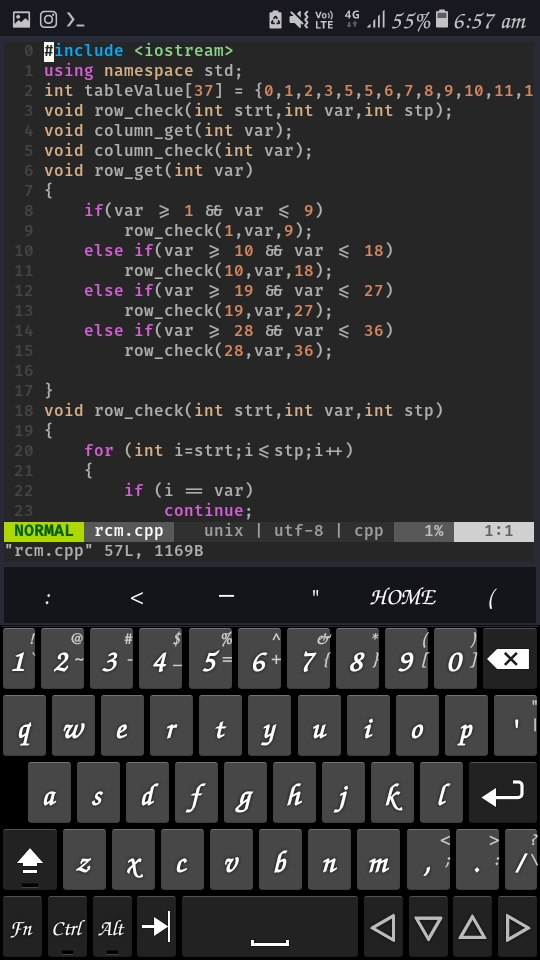 Vo)) LTE 4G 55% 6:57 am
0 #include <iostream>
1 using namespace std;
2 int tableValue[37] = {0,1,2,3,5,5,6,7,8,9,10,11,1
3 void row_check(int strt,int var,int stp);
4 void column_get(int var);
5 void column_check(int var);
6 void row_get(int var)
7 {
8     if(var >= 1 && var <= 9)
9         row_check(1,var,9);
10     else if(var >= 10 && var <= 18)
11         row_check(10,var,18);
12     else if(var >= 19 && var <= 27)
13         row_check(19,var,27);
14     else if(var >= 28 && var <= 36)
15         row_check(28,var,36);
16
17 }
18 void row_check(int strt,int var,int stp)
19 {
20     for (int i=strt;i<=stp;i++)
21     {
22         if (i == var)
23             continue;
NORMAL rcm.cpp unix | utf-8 | cpp 1% 1:1
"rcm.cpp" 57L, 1169B
: < — " HOME (
1 ! ` 2 @ ~ 3 # - 4 $ _ 5 % = 6 ^ + 7 & { 8 * } 9 ( [ 0 ) ]
q w e r t y u i o p ' " |
a s d f g h j k l
z x c v b n m , < ; . > : / ? \
Fn Ctrl Alt